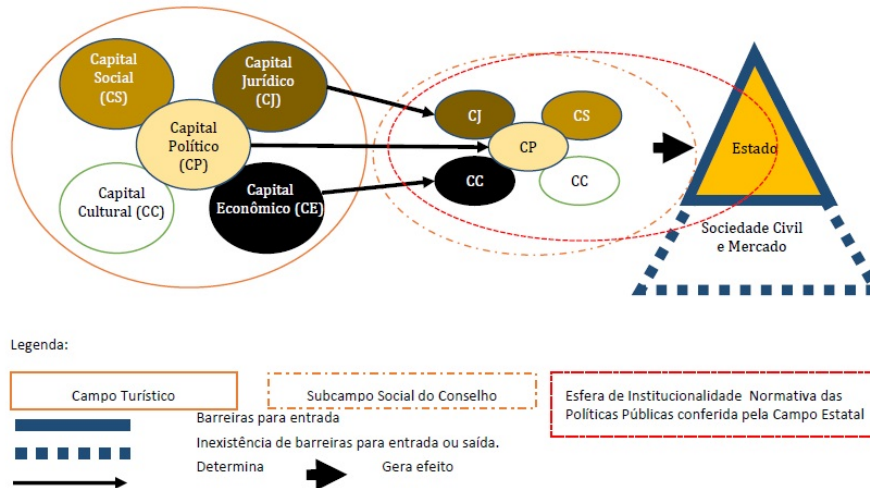 Capital
Social
(CS)
Capital
Jurídico
(CJ)
Capital
Político
(CP)
Capital
Cultural (CC)
Capital
Econômico (CE)
CJ
CS
CP
CC
CC
Estado
Sociedade Civil
e Mercado
Legenda:
Campo Turístico
Subcampo Social do Conselho
Esfera de Institucionalidade Normativa das
Políticas Públicas conferida pela Campo Estatal
Barreiras para entrada
Inexistência de barreiras para entrada ou saída.
Determina
Gera efeito